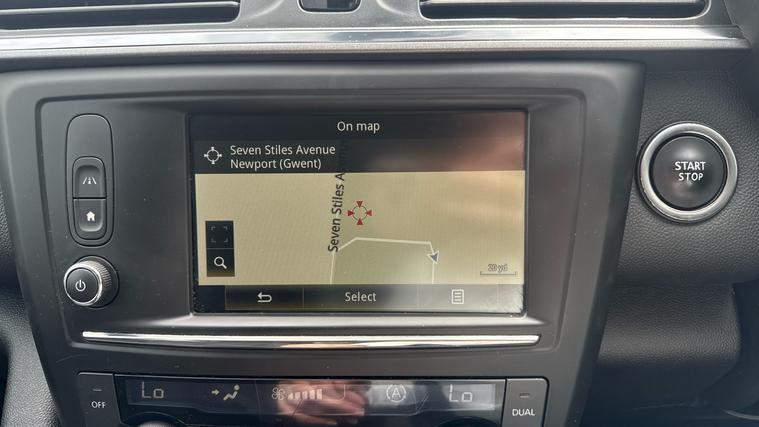 On map
Seven Stiles Avenue
Newport (Gwent)
Seven Stiles A
20 yd
Select
START
STOP
Lo
A
Lo
OFF
DUAL